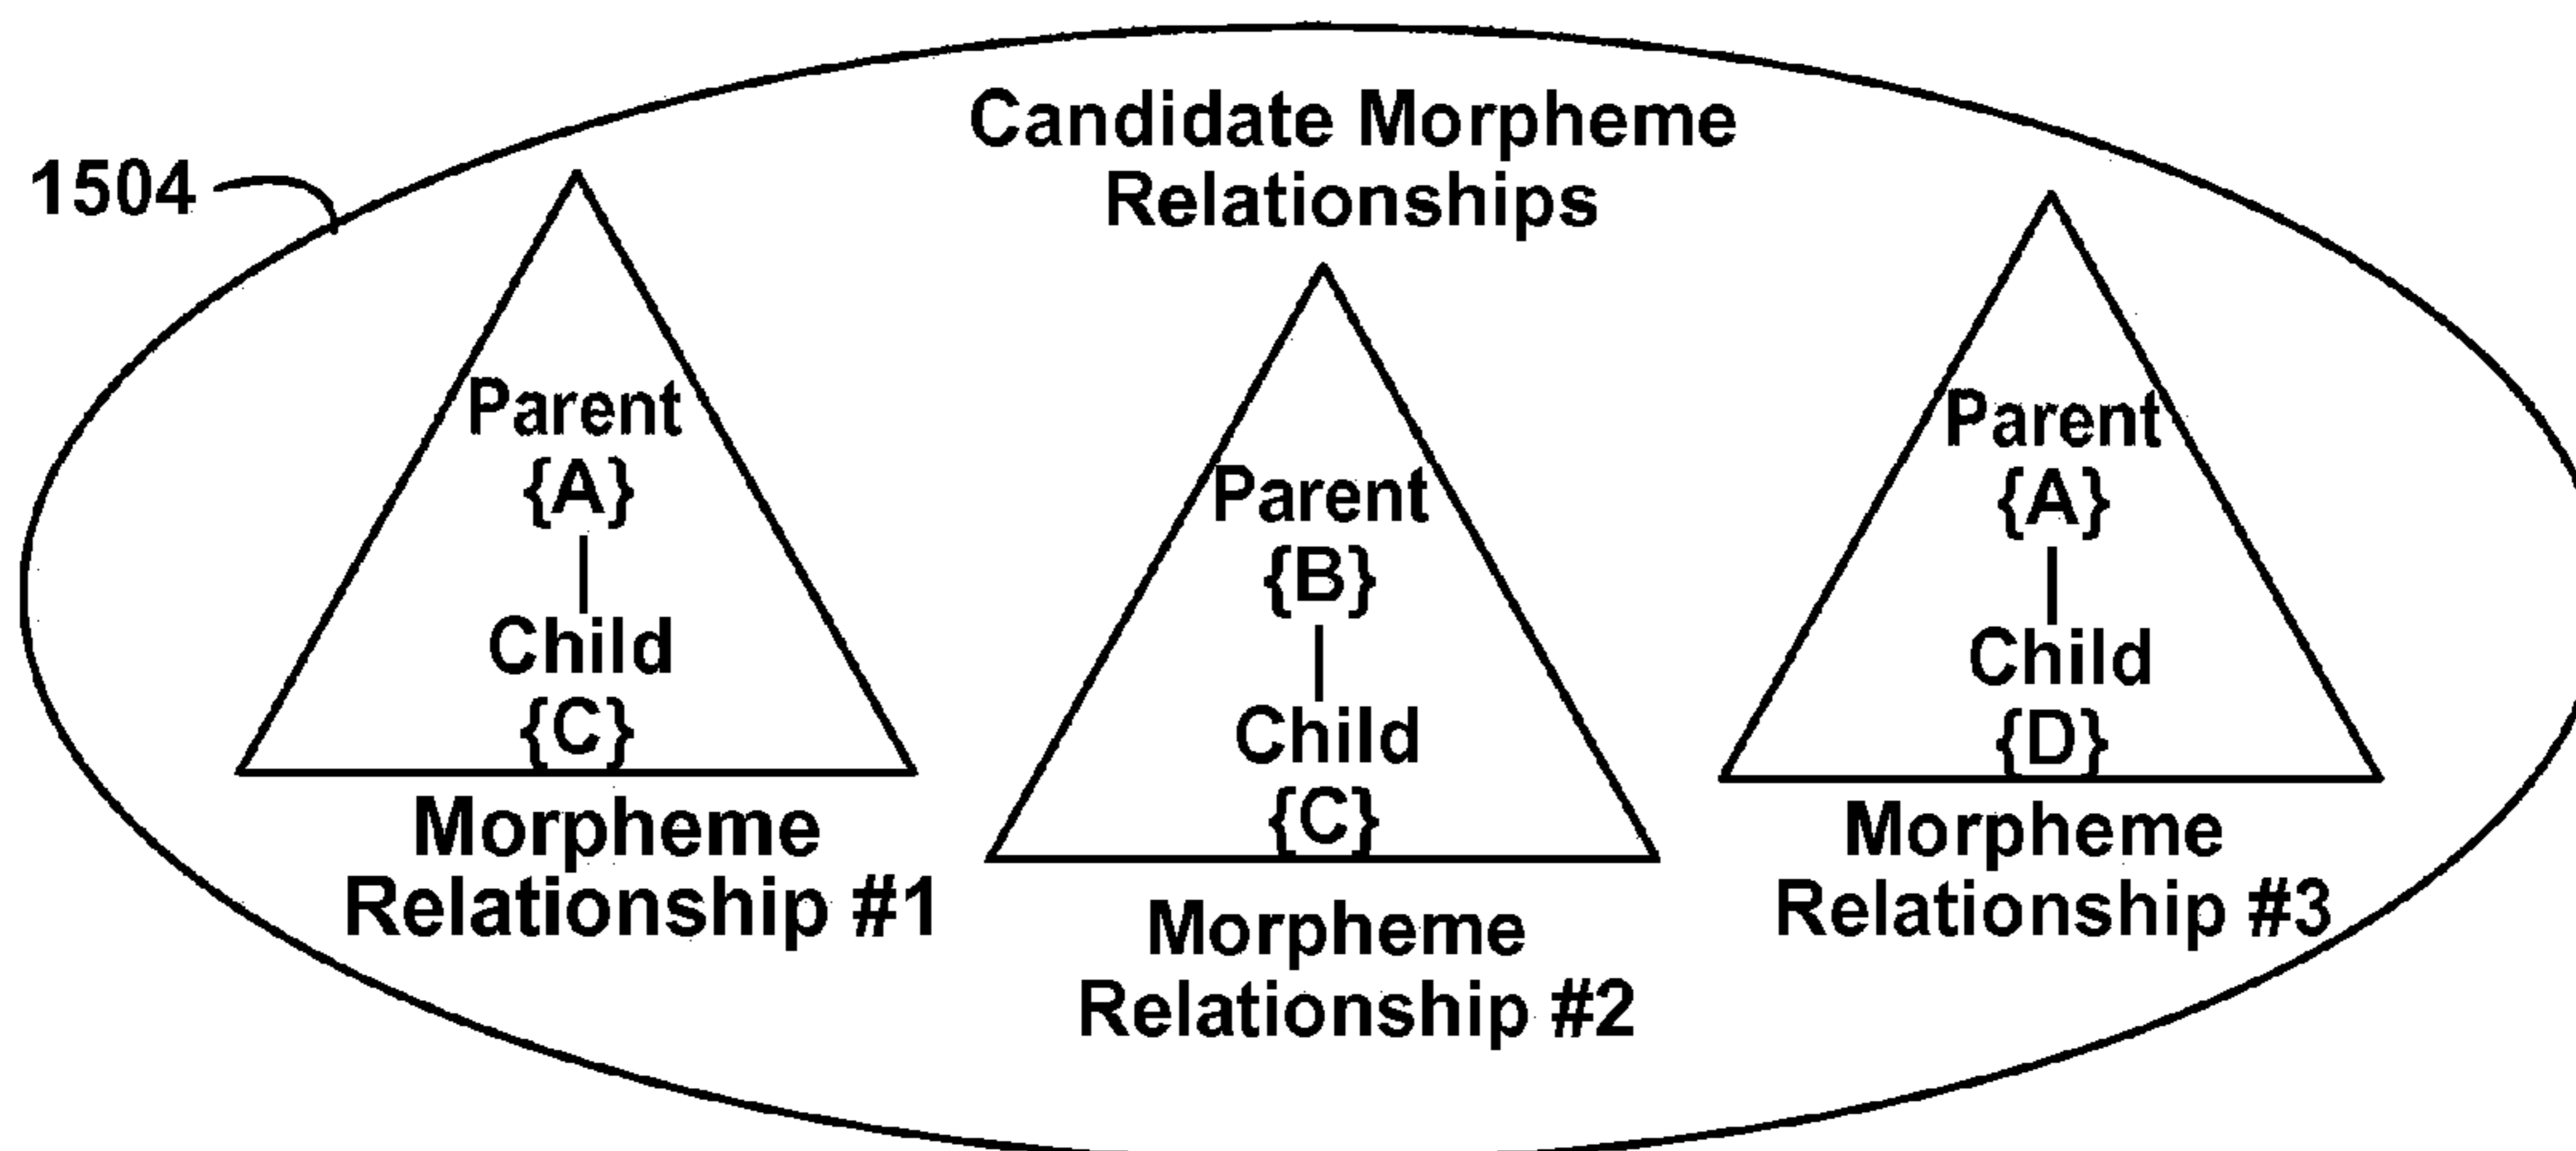 Candidate Morpheme
Relationships
1504
Parent
{A}
Child
{C}
Morpheme
Relationship #1
Parent
{B}
Child
{C}
Morpheme
Relationship #2
Parent
{A}
Child
{D}
Morpheme
Relationship #3